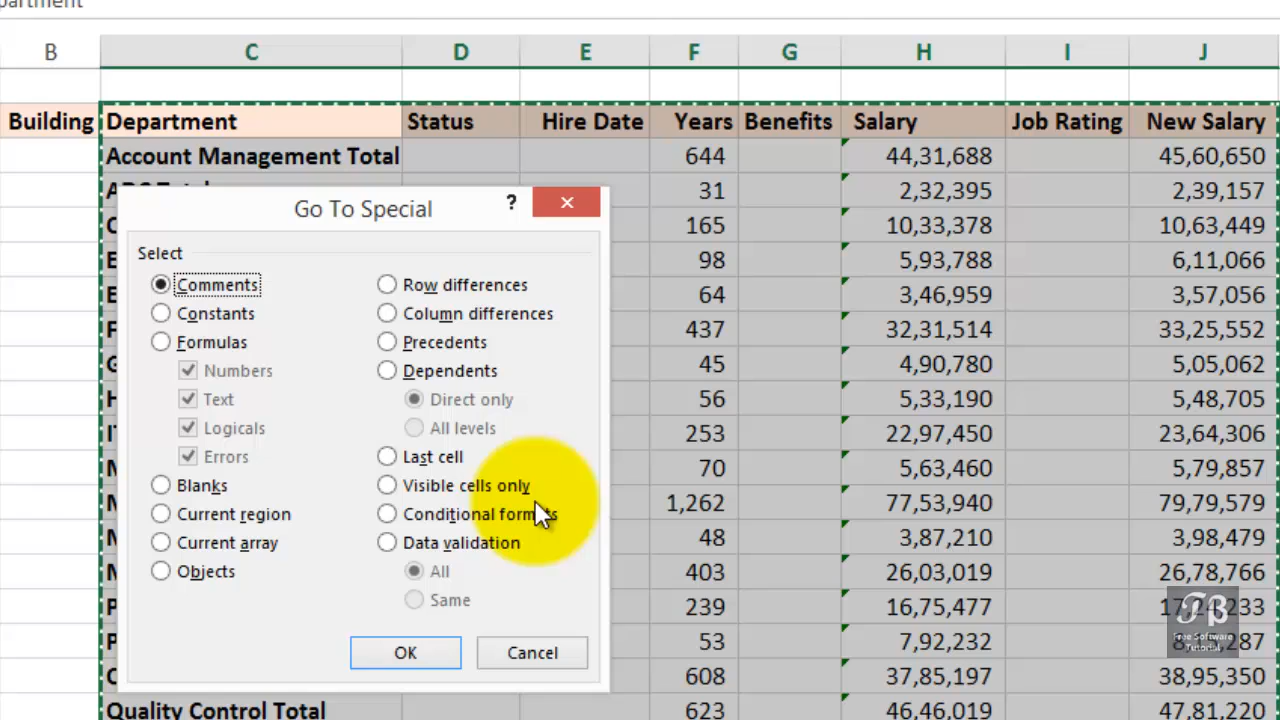 partment
B C D E F G H I J
Building Department Status Hire Date Years Benefits Salary Job Rating New Salary
Account Management Total 644 44,31,688 45,60,650
31 2,32,395 2,39,157
165 10,33,378 10,63,449
98 5,93,788 6,11,066
64 3,46,959 3,57,056
437 32,31,514 33,25,552
45 4,90,780 5,05,062
56 5,33,190 5,48,705
253 22,97,450 23,64,306
70 5,63,460 5,79,857
1,262 77,53,940 79,79,579
48 3,87,210 3,98,479
403 26,03,019 26,78,766
239 16,75,477
53 7,92,232
608 37,85,197 38,95,350
Quality Control Total 623 46,46,019 47,81,220
Go To Special
?
Select
Comments
Constants
Formulas
Numbers
Text
Logicals
Errors
Blanks
Current region
Current array
Objects
Row differences
Column differences
Precedents
Dependents
Direct only
All levels
Last cell
Visible cells only
Conditional formats
Data validation
All
Same
OK Cancel
TB
Free Software
Tutorial